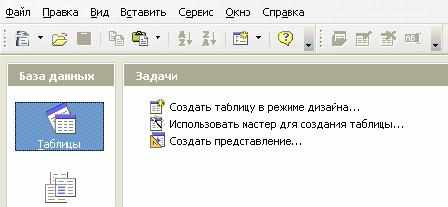 Файл Правка Вид Вставить Сервис Окно Справка
База данных
Задачи
Создать таблицу в режиме дизайна...
Использовать мастер для создания таблицы...
Создать представление...
Таблицы